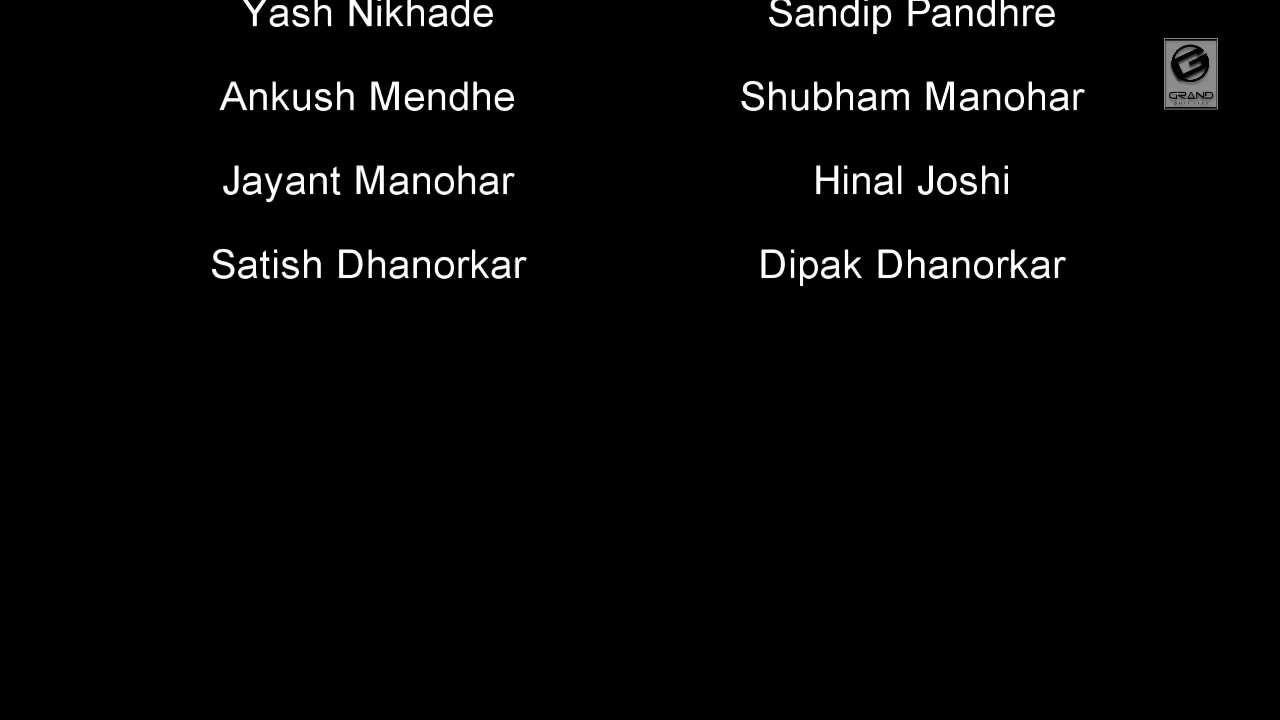 Yash Nikhade Sandip Pandhre
Ankush Mendhe Shubham Manohar
Jayant Manohar Hinal Joshi
Satish Dhanorkar Dipak Dhanorkar
GRAND